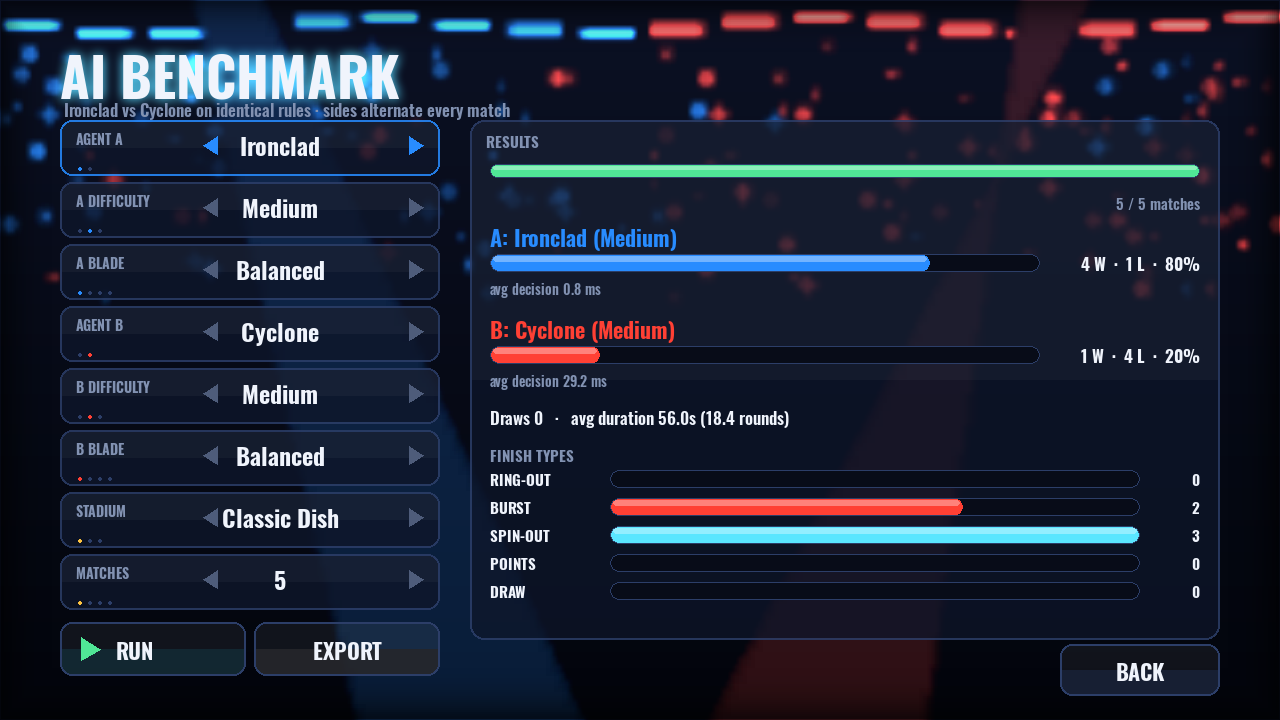 AI BENCHMARK
Ironclad vs Cyclone on identical rules · sides alternate every match
AGENT A
Ironclad
A DIFFICULTY
Medium
A BLADE
Balanced
AGENT B
Cyclone
B DIFFICULTY
Medium
B BLADE
Balanced
STADIUM
Classic Dish
MATCHES
5
RUN
EXPORT
RESULTS
5 / 5 matches
A: Ironclad (Medium)
4 W · 1 L · 80%
avg decision 0.8 ms
B: Cyclone (Medium)
1 W · 4 L · 20%
avg decision 29.2 ms
Draws 0 · avg duration 56.0s (18.4 rounds)
FINISH TYPES
RING-OUT 0
BURST 2
SPIN-OUT 3
POINTS 0
DRAW 0
BACK